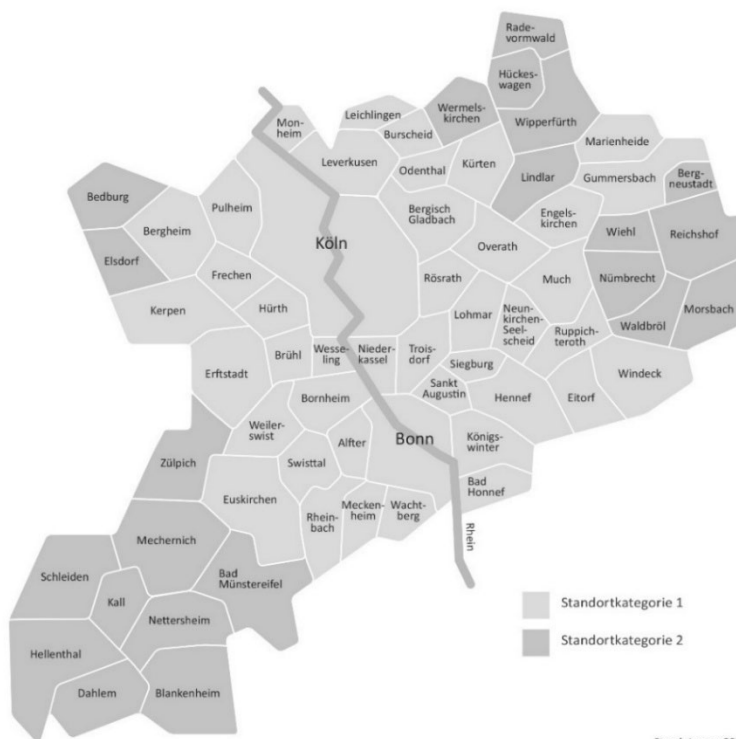 Rade-
vormwald
Hückes-
wagen
Leichlingen
Wermels-
kirchen
Wipperfürth
Mon-
heim
Burscheid
Marienheide
Leverkusen
Odenthal
Kürten
Lindlar
Gummersbach
Berg-
neustadt
Bedburg
Pulheim
Bergisch
Gladbach
Engels-
kirchen
Bergheim
Wiehl
Reichshof
Köln
Overath
Elsdorf
Frechen
Rösrath
Much
Nümbrecht
Kerpen
Hürth
Lohmar
Neun-
kirchen-
Seel-
scheid
Morsbach
Ruppich-
teroth
Waldbröl
Brühl
Wesse-
ling
Nieder-
kassel
Trois-
dorf
Siegburg
Erftstadt
Windeck
Sankt
Augustin
Hennef
Eitorf
Bornheim
Weiler-
swist
Alfter
Bonn
Königs-
winter
Zülpich
Swisttal
Euskirchen
Rhein-
bach
Mecken-
heim
Wacht-
berg
Bad
Honnef
Mechernich
Rhein
Schleiden
Bad
Münstereifel
Kall
Nettersheim
Hellenthal
Dahlem
Blankenheim
Standortkategorie 1
Standortkategorie 2